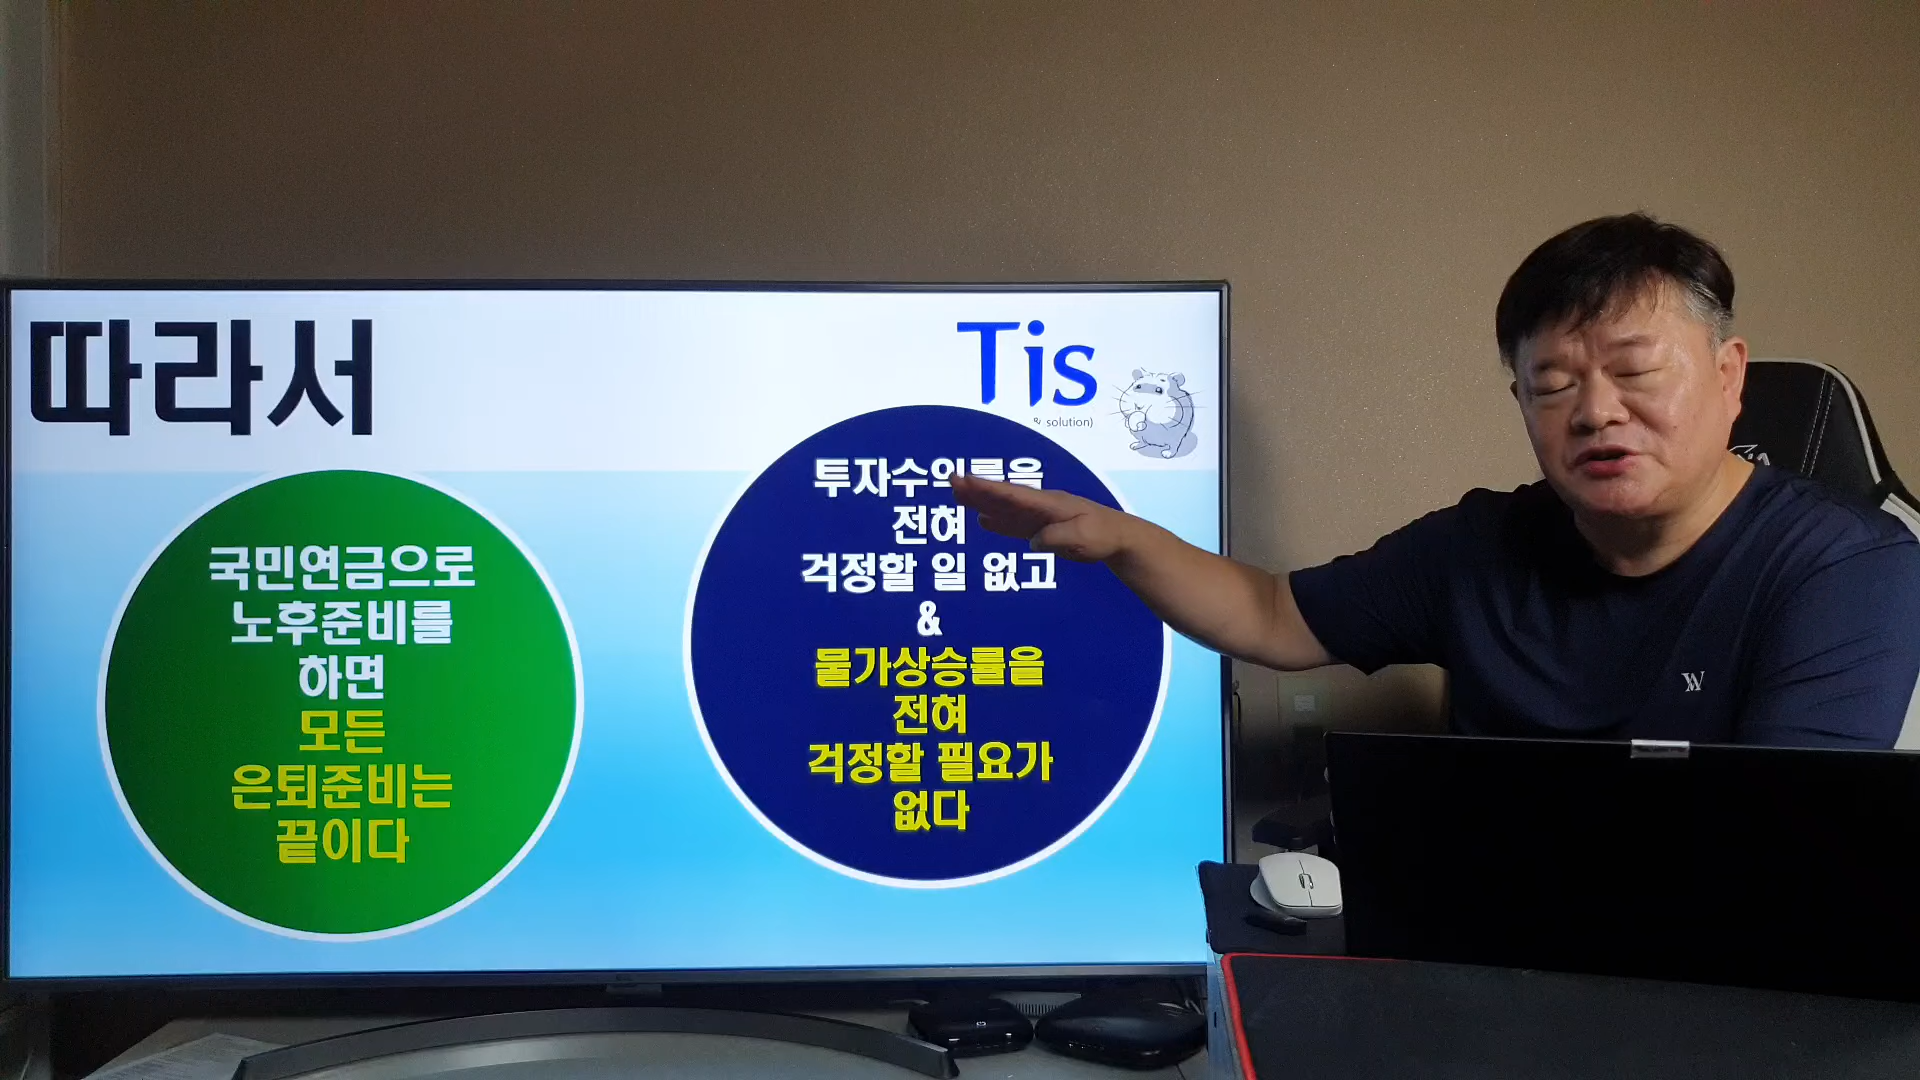 따라서
Tis
& solution)
국민연금으로
노후준비를
하면
모든
은퇴준비는
끝이다
투자수익률을
전혀
걱정할 일 없고
&
물가상승률을
전혀
걱정할 필요가
없다